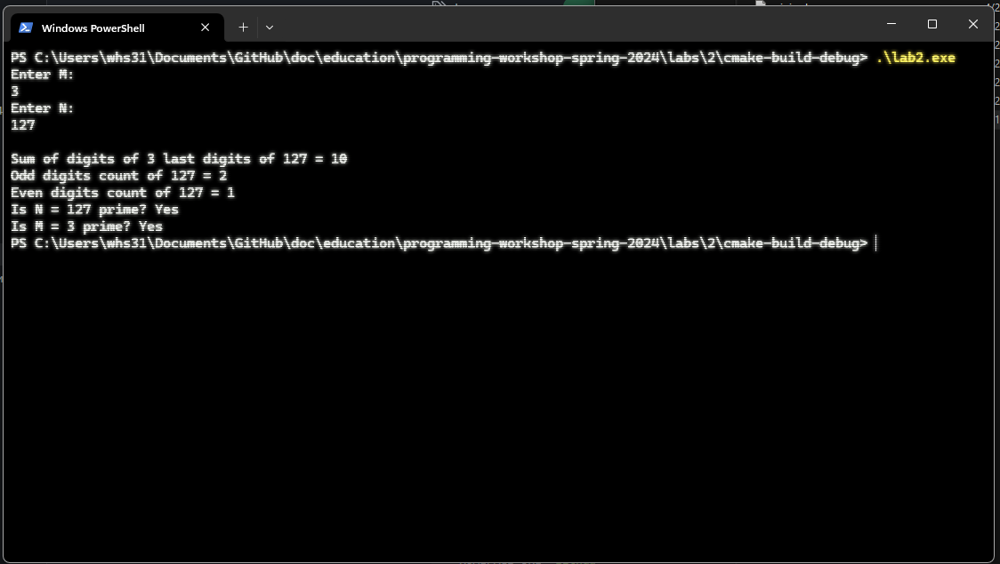 Windows PowerShell
PS C:\Users\whs31\Documents\GitHub\doc\education\programming-workshop-spring-2024\labs\2\cmake-build-debug> .\lab2.exe
Enter M:
3
Enter N:
127
Sum of digits of 3 last digits of 127 = 10
Odd digits count of 127 = 2
Even digits count of 127 = 1
Is N = 127 prime? Yes
Is M = 3 prime? Yes
PS C:\Users\whs31\Documents\GitHub\doc\education\programming-workshop-spring-2024\labs\2\cmake-build-debug>